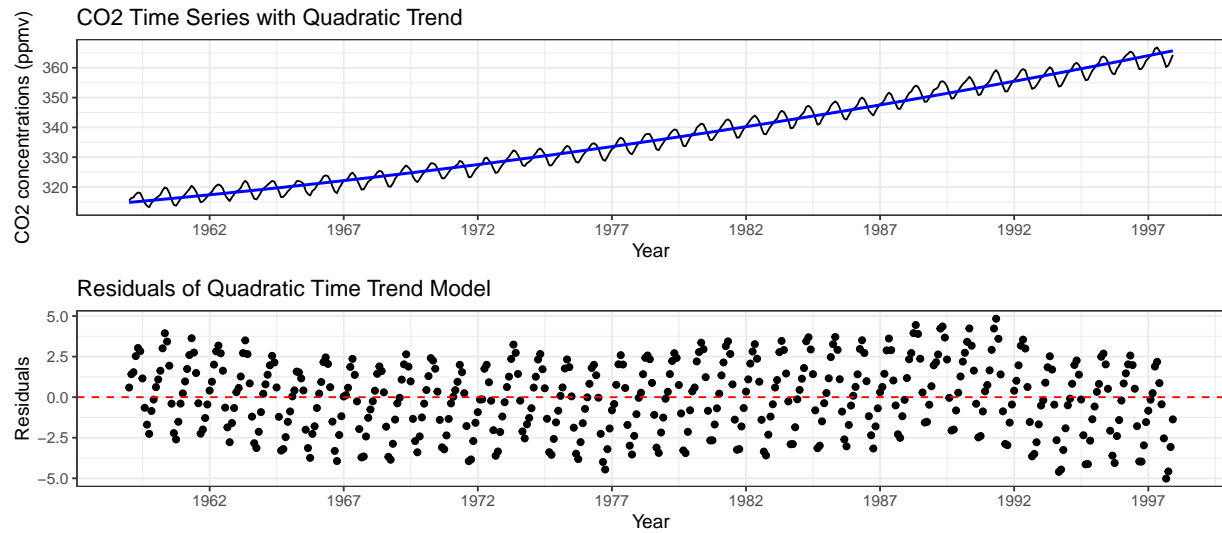 CO2 Time Series with Quadratic Trend
CO2 concentrations (ppmv)
360
350
340
330
320
1962 1967 1972 1977 1982 1987 1992 1997
Year
Residuals of Quadratic Time Trend Model
Residuals
5.0
2.5
0.0
−2.5
−5.0
1962 1967 1972 1977 1982 1987 1992 1997
Year